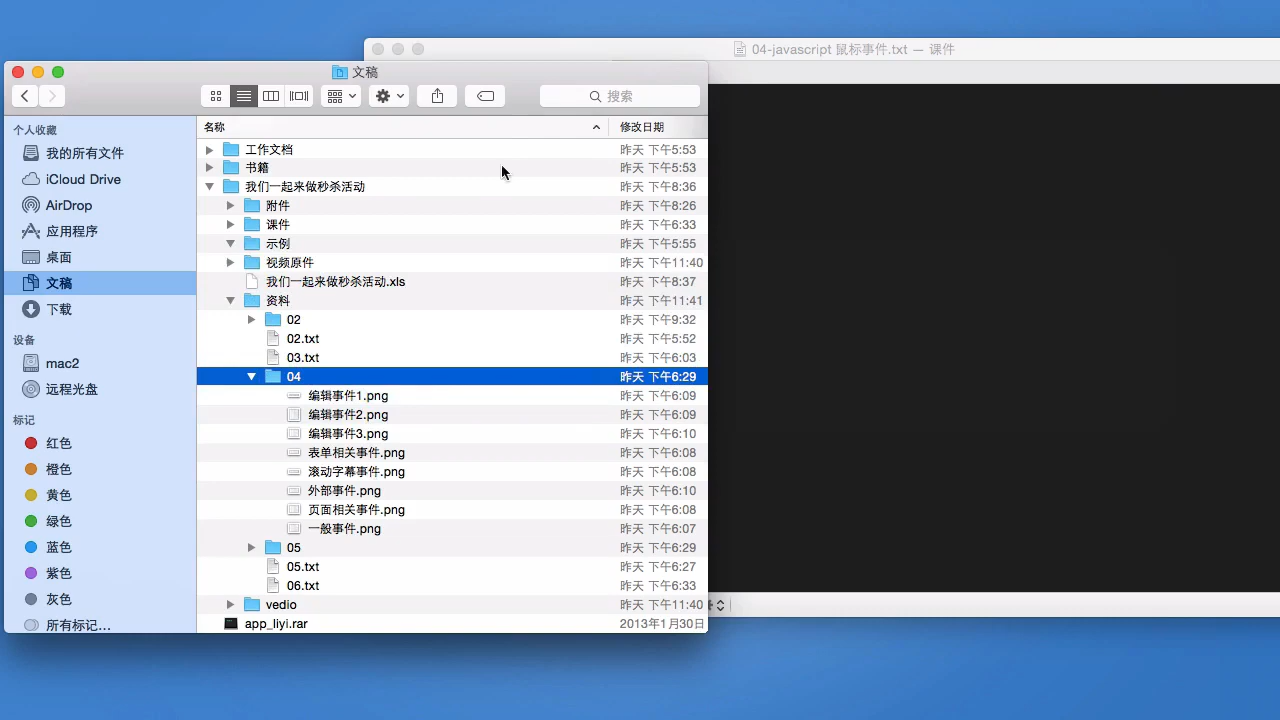 04-javascript 鼠标事件.txt — 课件
文稿
搜索
个人收藏
我的所有文件
iCloud Drive
AirDrop
应用程序
桌面
文稿
下载
设备
mac2
远程光盘
标记
红色
橙色
黄色
绿色
蓝色
紫色
灰色
所有标记…
名称 修改日期
工作文档 昨天 下午5:53
书籍 昨天 下午5:53
我们一起来做秒杀活动 昨天 下午8:36
附件 昨天 下午8:26
课件 昨天 下午6:33
示例 昨天 下午5:55
视频原件 昨天 下午11:40
我们一起来做秒杀活动.xls 昨天 下午8:37
资料 昨天 下午11:41
02 昨天 下午9:32
02.txt 昨天 下午5:52
03.txt 昨天 下午6:03
04 昨天 下午6:29
编辑事件1.png 昨天 下午6:09
编辑事件2.png 昨天 下午6:09
编辑事件3.png 昨天 下午6:10
表单相关事件.png 昨天 下午6:08
滚动字幕事件.png 昨天 下午6:08
外部事件.png 昨天 下午6:10
页面相关事件.png 昨天 下午6:08
一般事件.png 昨天 下午6:07
05 昨天 下午6:29
05.txt 昨天 下午6:27
06.txt 昨天 下午6:33
vedio 昨天 下午11:40
app_liyi.rar 2013年1月30日